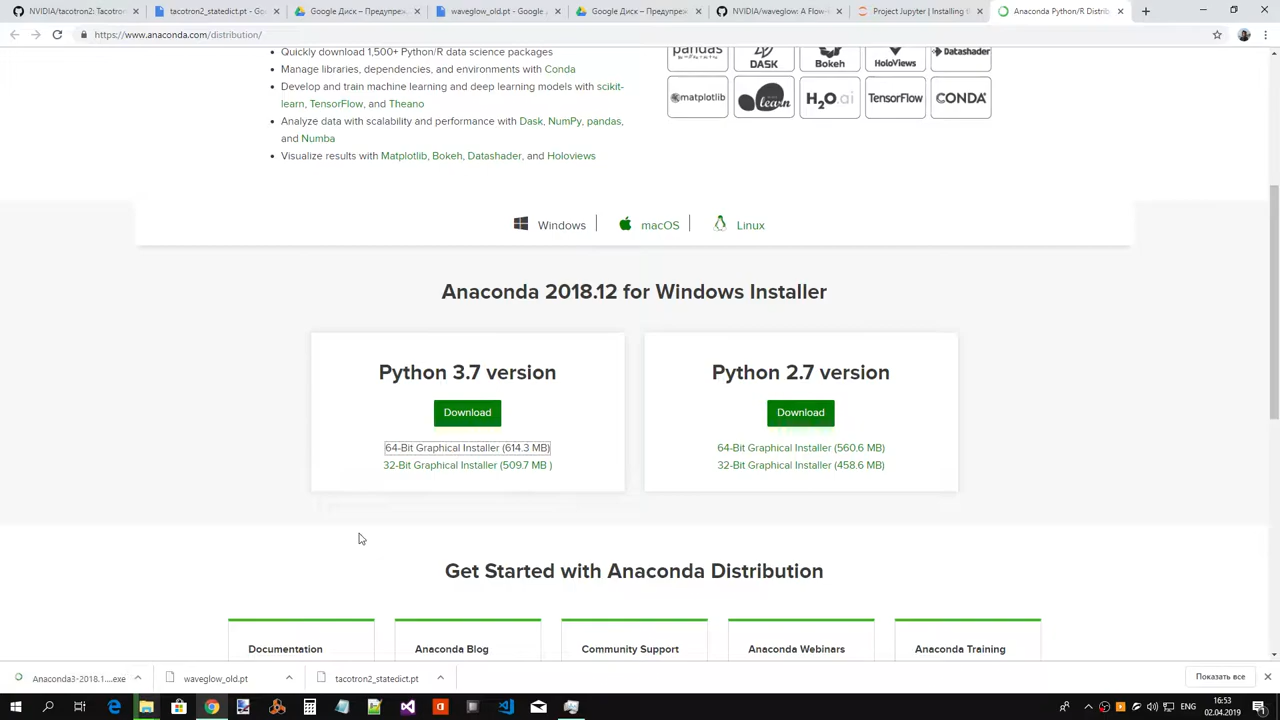 NVIDIA/tacotron2: Tacotron
tacotron2_statedict.pt - Goog
Google Диск – Предупреж
waveglow_old.pt - Google
Google Диск – Предупреж
NVIDIA/waveglow: A Flow-
Project Jupyter | Installing t
Anaconda Python/R Distrib
https://www.anaconda.com/distribution/
Quickly download 1,500+ Python/R data science packages
Manage libraries, dependencies, and environments with Conda
Develop and train machine learning and deep learning models with scikit-
learn, TensorFlow, and Theano
Analyze data with scalability and performance with Dask, NumPy, pandas,
and Numba
Visualize results with Matplotlib, Bokeh, Datashader, and Holoviews
pandas
DASK
Bokeh
HoloViews
Datashader
matplotlib
learn
H2O.ai
TensorFlow
CONDA
Windows
macOS
Linux
Anaconda 2018.12 for Windows Installer
Python 3.7 version
Download
64-Bit Graphical Installer (614.3 MB)
32-Bit Graphical Installer (509.7 MB )
Python 2.7 version
Download
64-Bit Graphical Installer (560.6 MB)
32-Bit Graphical Installer (458.6 MB)
Get Started with Anaconda Distribution
Documentation
Anaconda Blog
Community Support
Anaconda Webinars
Anaconda Training
Anaconda3-2018.1....exe
waveglow_old.pt
tacotron2_statedict.pt
Показать все
ENG
16:53
02.04.2019